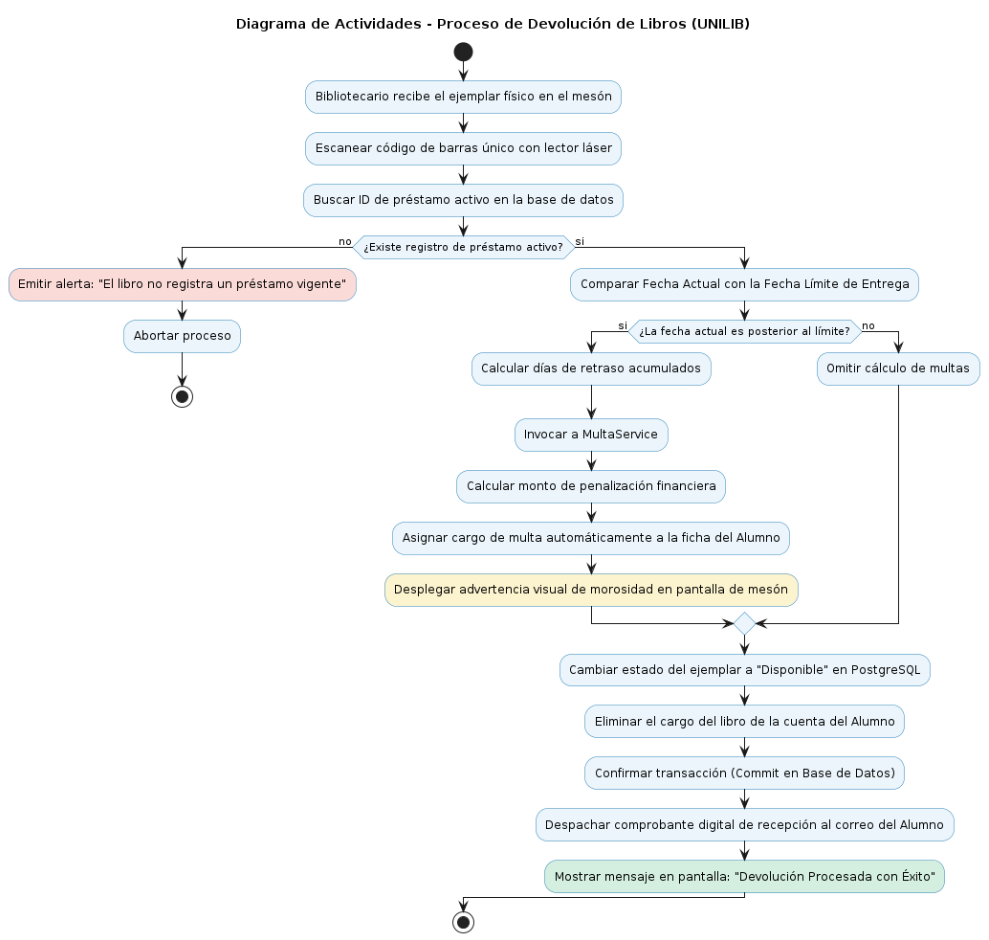 Diagrama de Actividades - Proceso de Devolución de Libros (UNILIB)
Bibliotecario recibe el ejemplar físico en el mesón
Escanear código de barras único con lector láser
Buscar ID de préstamo activo en la base de datos
no
¿Existe registro de préstamo activo?
si
Emitir alerta: "El libro no registra un préstamo vigente"
Abortar proceso
Comparar Fecha Actual con la Fecha Límite de Entrega
si
¿La fecha actual es posterior al límite?
no
Calcular días de retraso acumulados
Invocar a MultaService
Calcular monto de penalización financiera
Asignar cargo de multa automáticamente a la ficha del Alumno
Desplegar advertencia visual de morosidad en pantalla de mesón
Omitir cálculo de multas
Cambiar estado del ejemplar a "Disponible" en PostgreSQL
Eliminar el cargo del libro de la cuenta del Alumno
Confirmar transacción (Commit en Base de Datos)
Despachar comprobante digital de recepción al correo del Alumno
Mostrar mensaje en pantalla: "Devolución Procesada con Éxito"